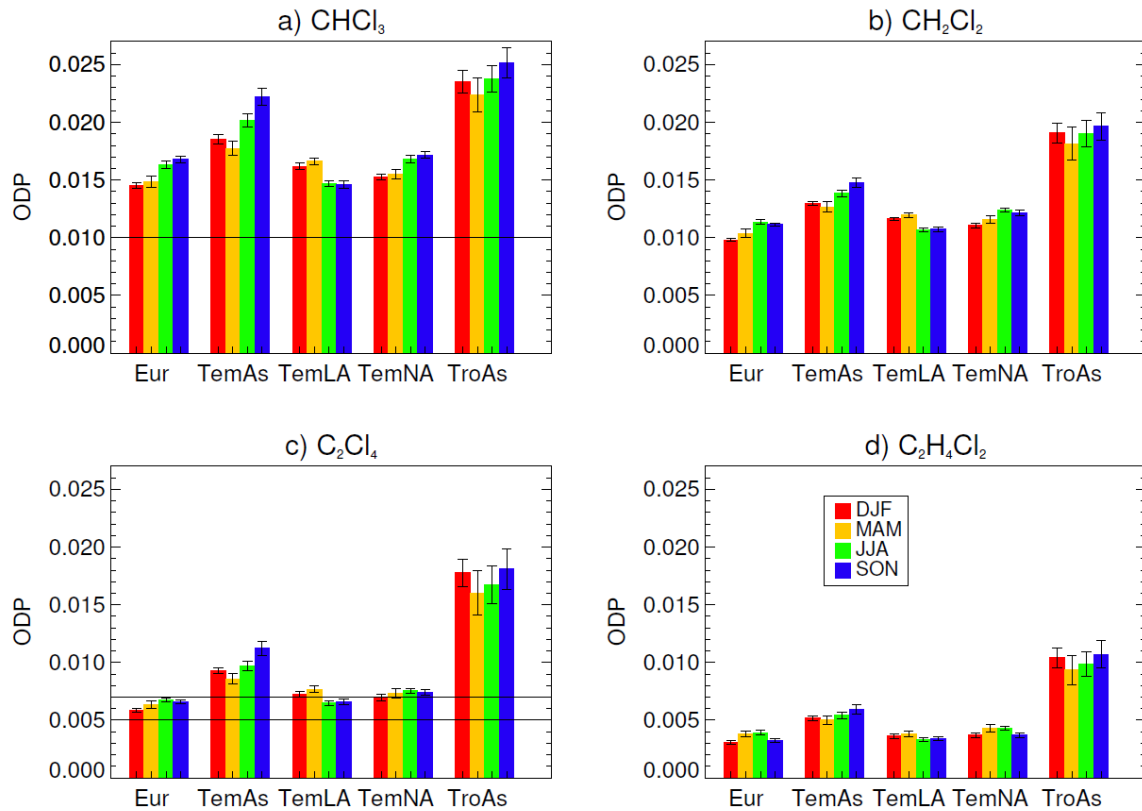 a) CHCl₃
ODP
0.025
0.020
0.015
0.010
0.005
0.000
Eur TemAs TemLA TemNA TroAs
b) CH₂Cl₂
ODP
0.025
0.020
0.015
0.010
0.005
0.000
Eur TemAs TemLA TemNA TroAs
c) C₂Cl₄
ODP
0.025
0.020
0.015
0.010
0.005
0.000
Eur TemAs TemLA TemNA TroAs
d) C₂H₄Cl₂
ODP
0.025
0.020
0.015
0.010
0.005
0.000
DJF
MAM
JJA
SON
Eur TemAs TemLA TemNA TroAs